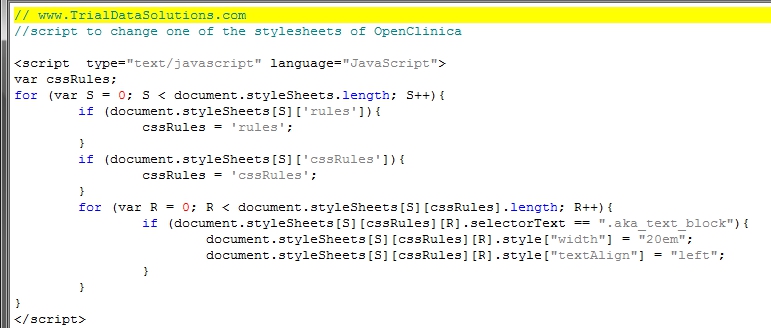 // www.TrialDataSolutions.com
//script to change one of the stylesheets of OpenClinica

<script  type="text/javascript" language="JavaScript">
var cssRules;
for (var S = 0; S < document.styleSheets.length; S++){
        if (document.styleSheets[S]['rules']){
                cssRules = 'rules';
        }
        if (document.styleSheets[S]['cssRules']){
                cssRules = 'cssRules';
        }
        for (var R = 0; R < document.styleSheets[S][cssRules].length; R++){
                if (document.styleSheets[S][cssRules][R].selectorText == ".aka_text_block"){
                        document.styleSheets[S][cssRules][R].style["width"] = "20em";
                        document.styleSheets[S][cssRules][R].style["textAlign"] = "left";
                }
        }
}
</script>